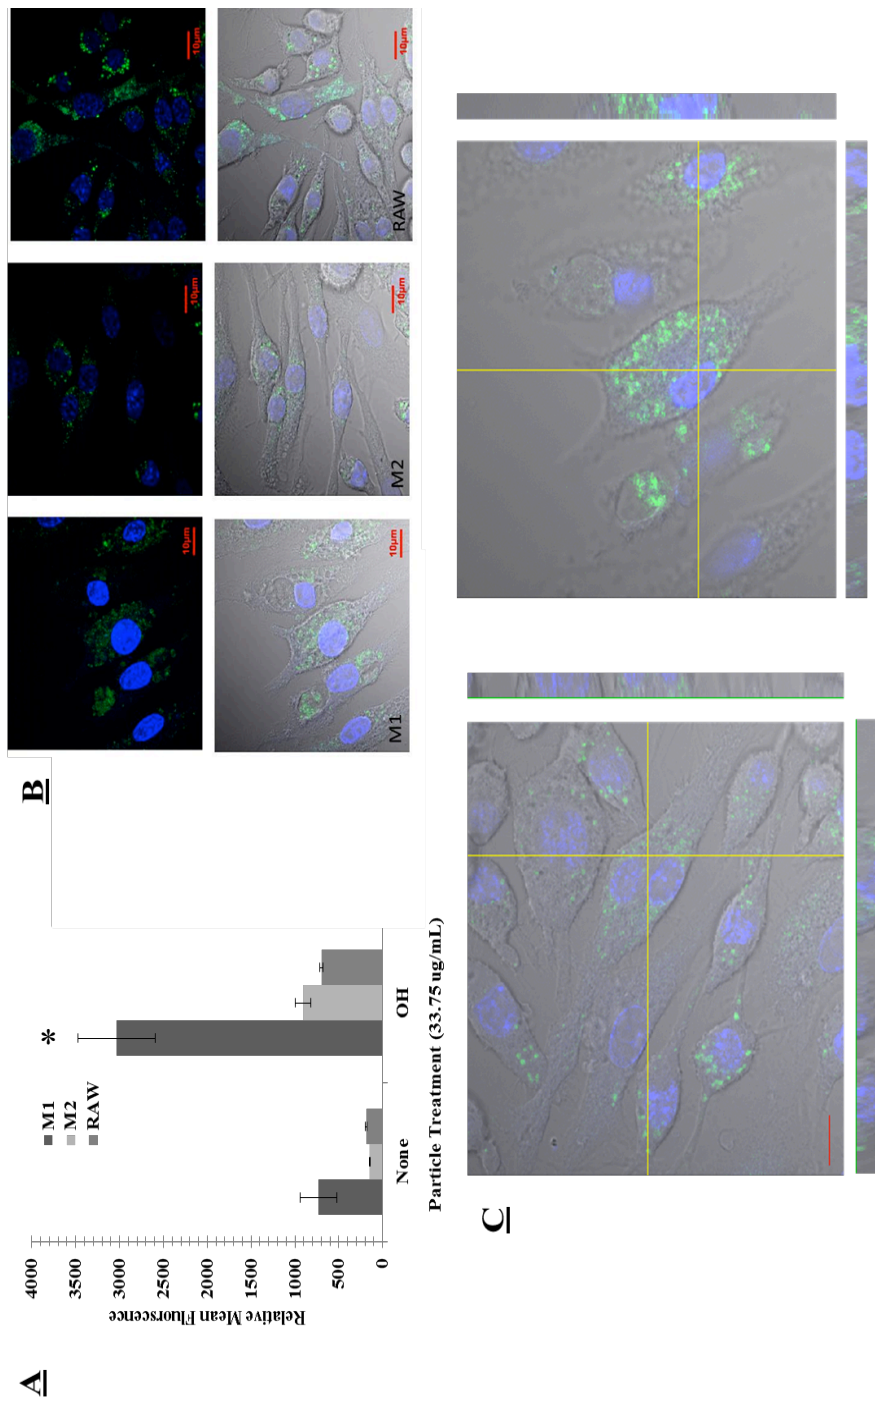 A
Relative Mean Fluorscence
4000
3500
3000
2500
2000
1500
1000
500
0
M1
M2
RAW
*
None
OH
Particle Treatment (33.75 ug/mL)
B
10µm
10µm
10µm
M1
10µm
M2
10µm
RAW
10µm
C